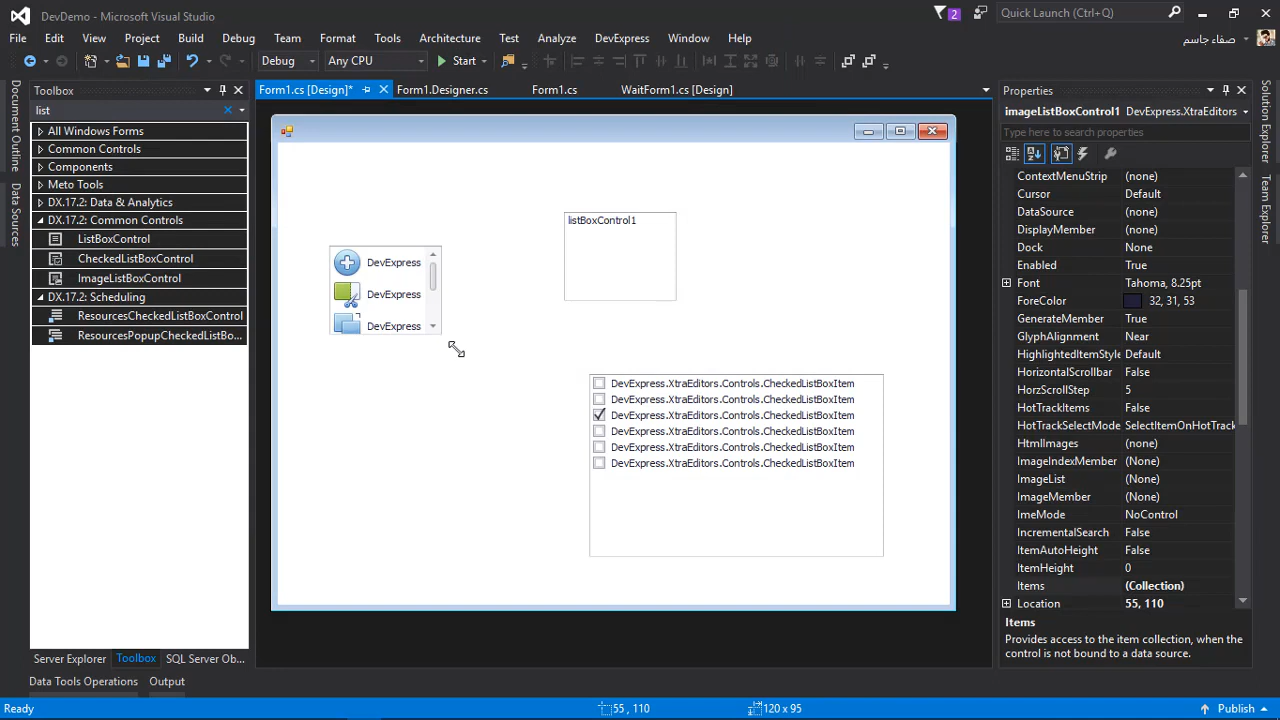 DevDemo - Microsoft Visual Studio
2
Quick Launch (Ctrl+Q)
File Edit View Project Build Debug Team Format Tools Architecture Test Analyze DevExpress Window Help
صفاء جاسم
Debug Any CPU Start
Document Outline
Data Sources
Toolbox
list
All Windows Forms
Common Controls
Components
Meto Tools
DX.17.2: Data & Analytics
DX.17.2: Common Controls
ListBoxControl
CheckedListBoxControl
ImageListBoxControl
DX.17.2: Scheduling
ResourcesCheckedListBoxControl
ResourcesPopupCheckedListBo...
Server Explorer Toolbox SQL Server Ob...
Data Tools Operations Output
Form1.cs [Design]* Form1.Designer.cs Form1.cs WaitForm1.cs [Design]
listBoxControl1
DevExpress
DevExpress
DevExpress
DevExpress.XtraEditors.Controls.CheckedListBoxItem
DevExpress.XtraEditors.Controls.CheckedListBoxItem
DevExpress.XtraEditors.Controls.CheckedListBoxItem
DevExpress.XtraEditors.Controls.CheckedListBoxItem
DevExpress.XtraEditors.Controls.CheckedListBoxItem
DevExpress.XtraEditors.Controls.CheckedListBoxItem
Properties
imageListBoxControl1 DevExpress.XtraEditors
Type here to search properties
ContextMenuStrip (none)
Cursor Default
DataSource (none)
DisplayMember (none)
Dock None
Enabled True
Font Tahoma, 8.25pt
ForeColor 32, 31, 53
GenerateMember True
GlyphAlignment Near
HighlightedItemStyle Default
HorizontalScrollbar False
HorzScrollStep 5
HotTrackItems False
HotTrackSelectMode SelectItemOnHotTrack
HtmlImages (none)
ImageIndexMember (None)
ImageList (None)
ImageMember (None)
ImeMode NoControl
IncrementalSearch False
ItemAutoHeight False
ItemHeight 0
Items (Collection)
Location 55, 110
Items
Provides access to the item collection, when the
control is not bound to a data source.
Solution Explorer
Team Explorer
Ready 55 , 110 120 x 95 Publish